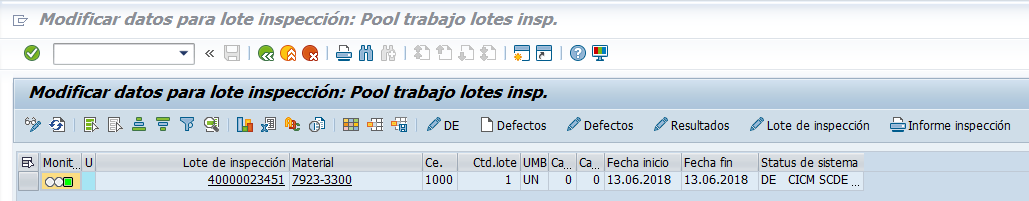 Modificar datos para lote inspección: Pool trabajo lotes insp.
Modificar datos para lote inspección: Pool trabajo lotes insp.
DE Defectos Defectos Resultados Lote de inspección Informe inspección
Monit... U Lote de inspección Material Ce. Ctd.lote UMB Ca... Ca... Fecha inicio Fecha fin Status de sistema
40000023451 7923-3300 1000 1 UN 0 0 13.06.2018 13.06.2018 DE CICM SCDE ...